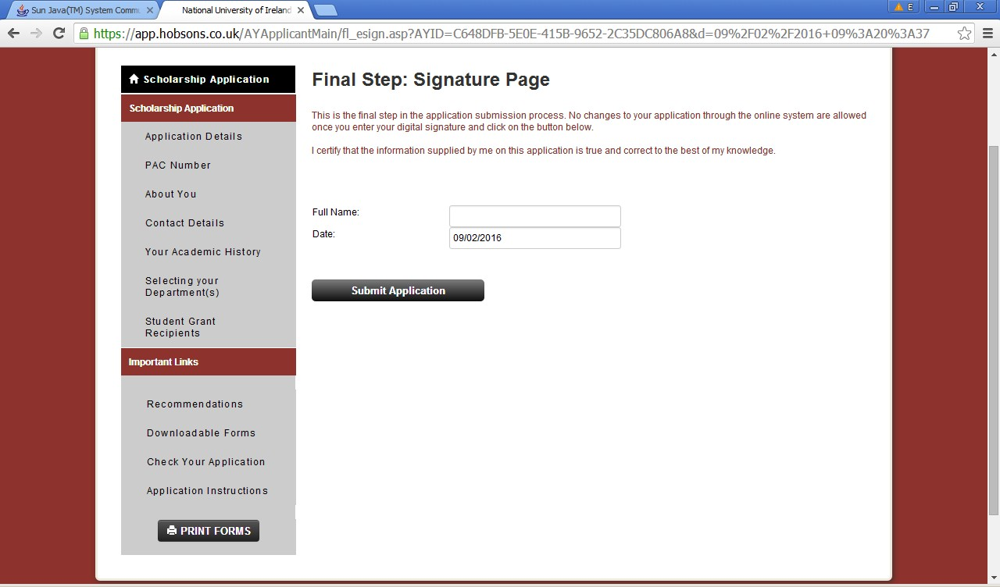 Sun Java(TM) System Commu
National University of Ireland
E
https://app.hobsons.co.uk/AYApplicantMain/fl_esign.asp?AYID=C648DFB-5E0E-415B-9652-2C35DC806A8&d=09%2F02%2F2016+09%3A20%3A37
Scholarship Application
Scholarship Application
Application Details
PAC Number
About You
Contact Details
Your Academic History
Selecting your
Department(s)
Student Grant
Recipients
Important Links
Recommendations
Downloadable Forms
Check Your Application
Application Instructions
PRINT FORMS
Final Step: Signature Page
This is the final step in the application submission process. No changes to your application through the online system are allowed
once you enter your digital signature and click on the button below.
I certify that the information supplied by me on this application is true and correct to the best of my knowledge.
Full Name:
Date:
09/02/2016
Submit Application